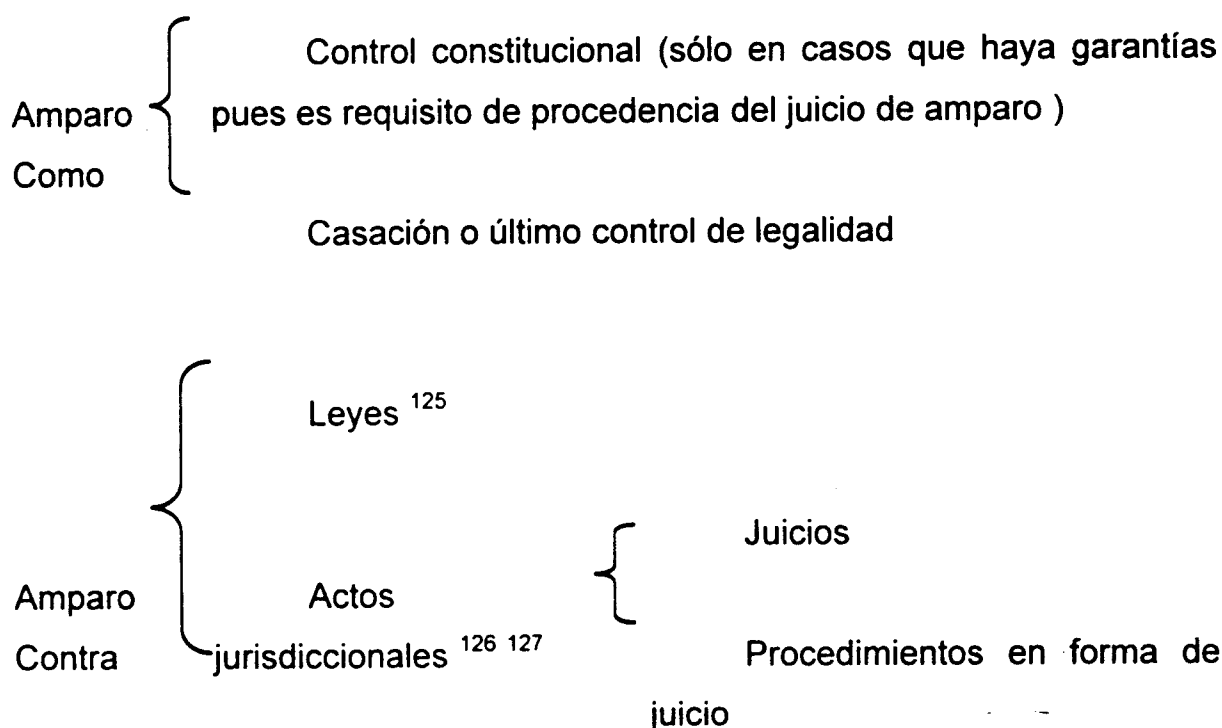 Control constitucional (sólo en casos que haya garantías
Amparo pues es requisito de procedencia del juicio de amparo )
Como
Casación o último control de legalidad
Leyes 125
Juicios
Amparo Actos
Contra jurisdiccionales 126 127 Procedimientos en forma de
juicio